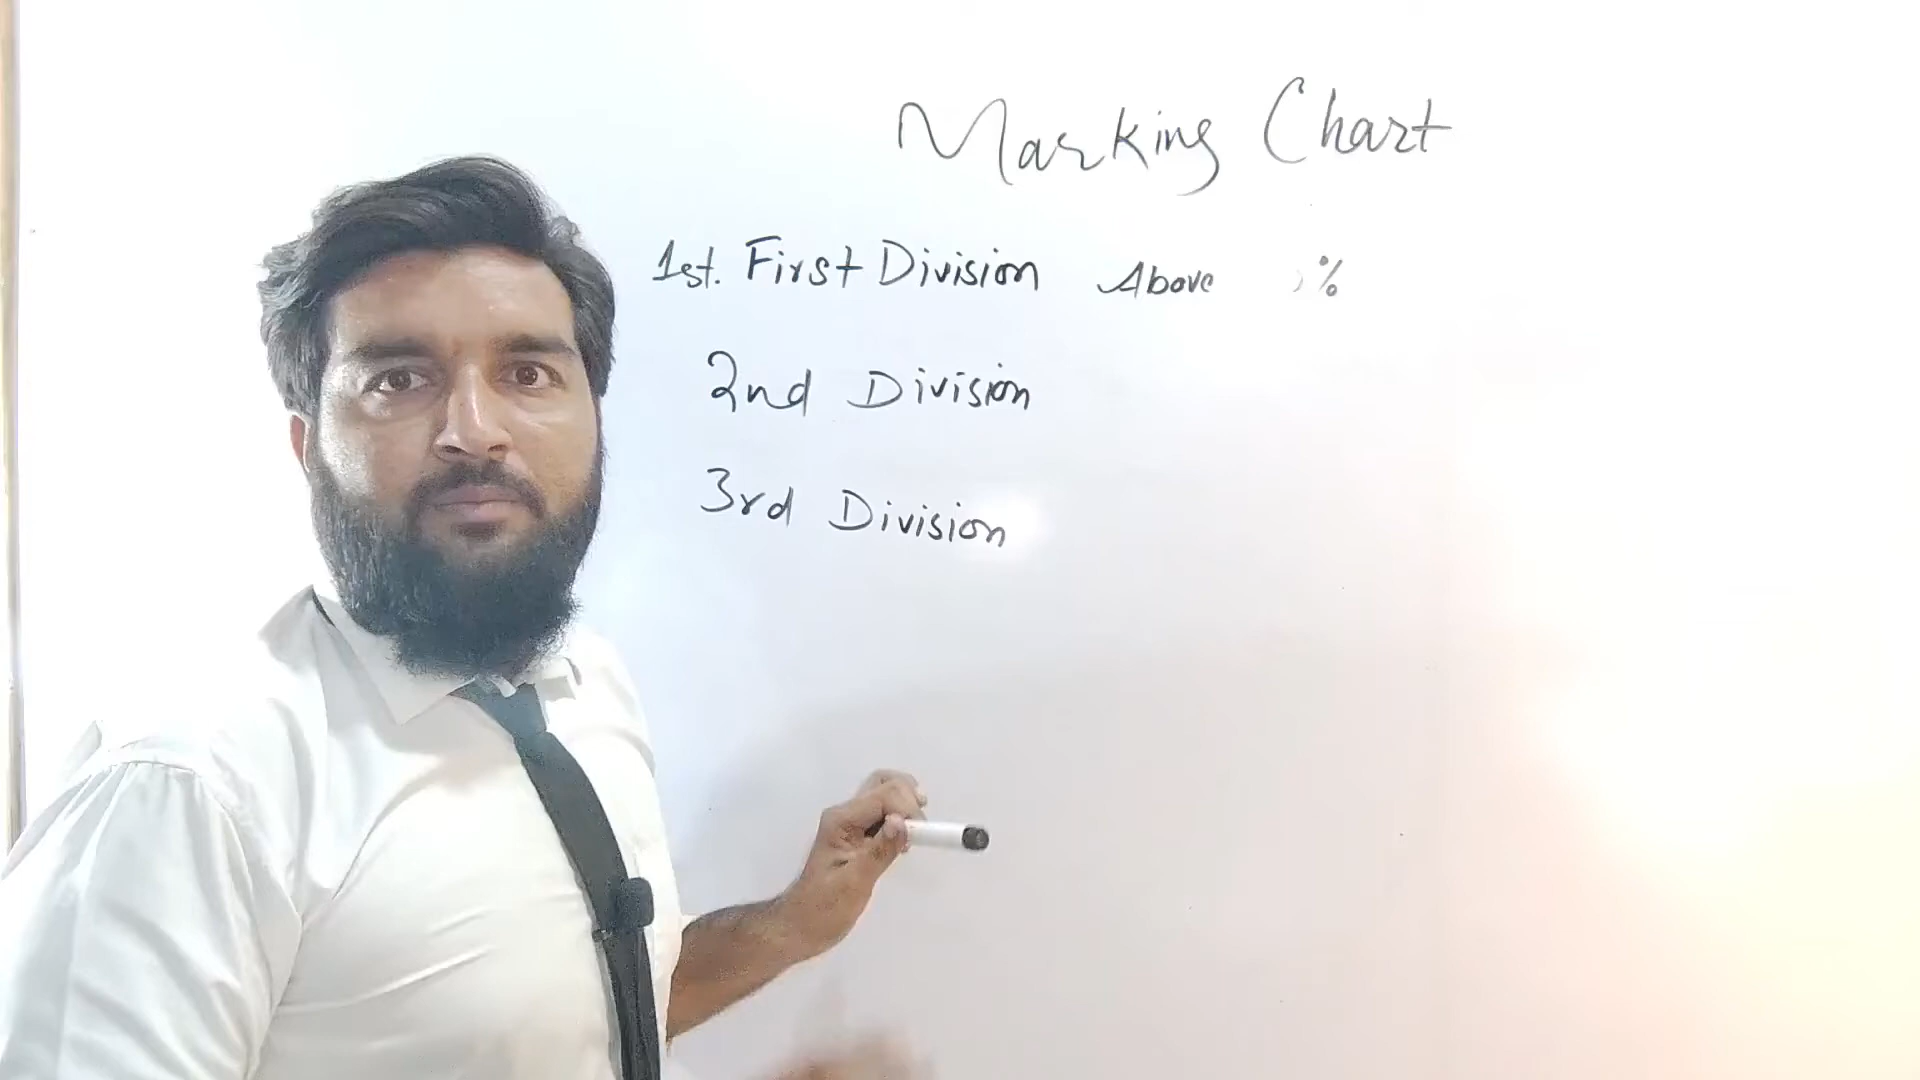 Marking Chart
1st. First Division Above %
2nd Division
3rd Division